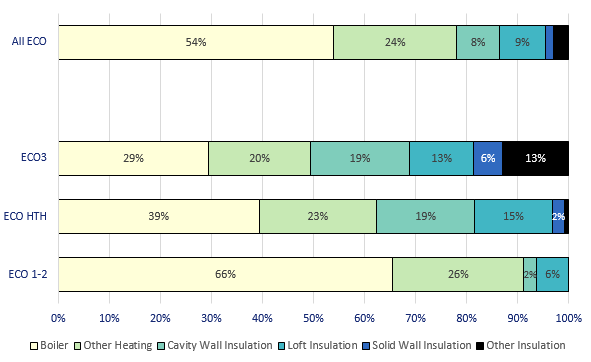 All ECO 54% 24% 8% 9%
ECO3 29% 20% 19% 13% 6% 13%
ECO HTH 39% 23% 19% 15% 2%
ECO 1-2 66% 26% 2% 6%
0% 10% 20% 30% 40% 50% 60% 70% 80% 90% 100%
Boiler Other Heating Cavity Wall Insulation Loft Insulation Solid Wall Insulation Other Insulation